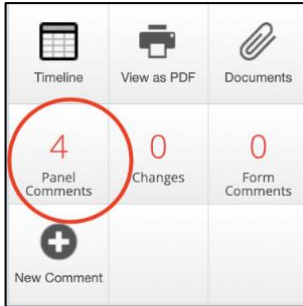 Timeline
View as PDF
Documents
4
Panel
Comments
0
Changes
0
Form
Comments
New Comment